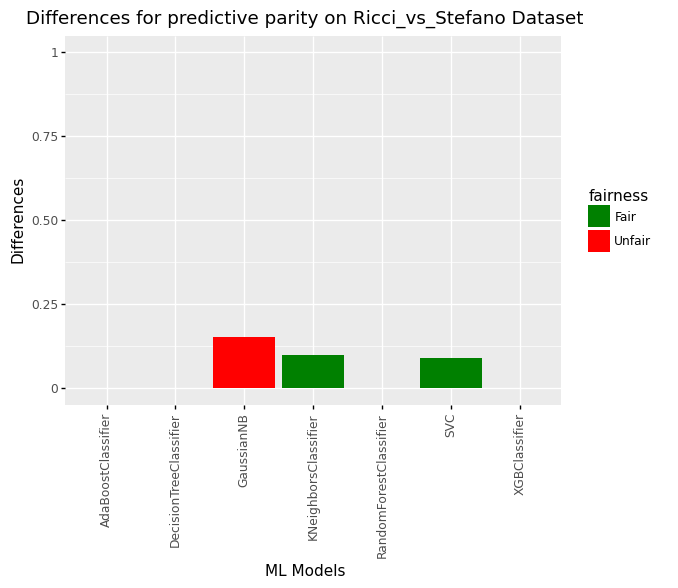 Differences for predictive parity on Ricci_vs_Stefano Dataset
1
0.75
0.50
0.25
0
Differences
AdaBoostClassifier
DecisionTreeClassifier
GaussianNB
KNeighborsClassifier
RandomForestClassifier
SVC
XGBClassifier
ML Models
fairness
Fair
Unfair